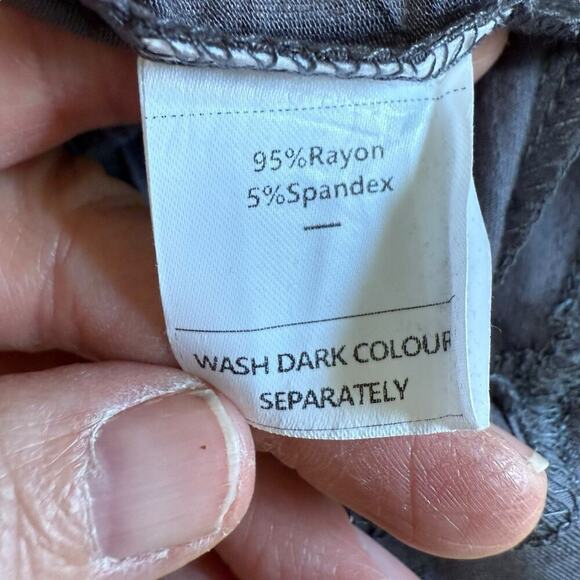 95%Rayon
5%Spandex
WASH DARK COLOUR
SEPARATELY